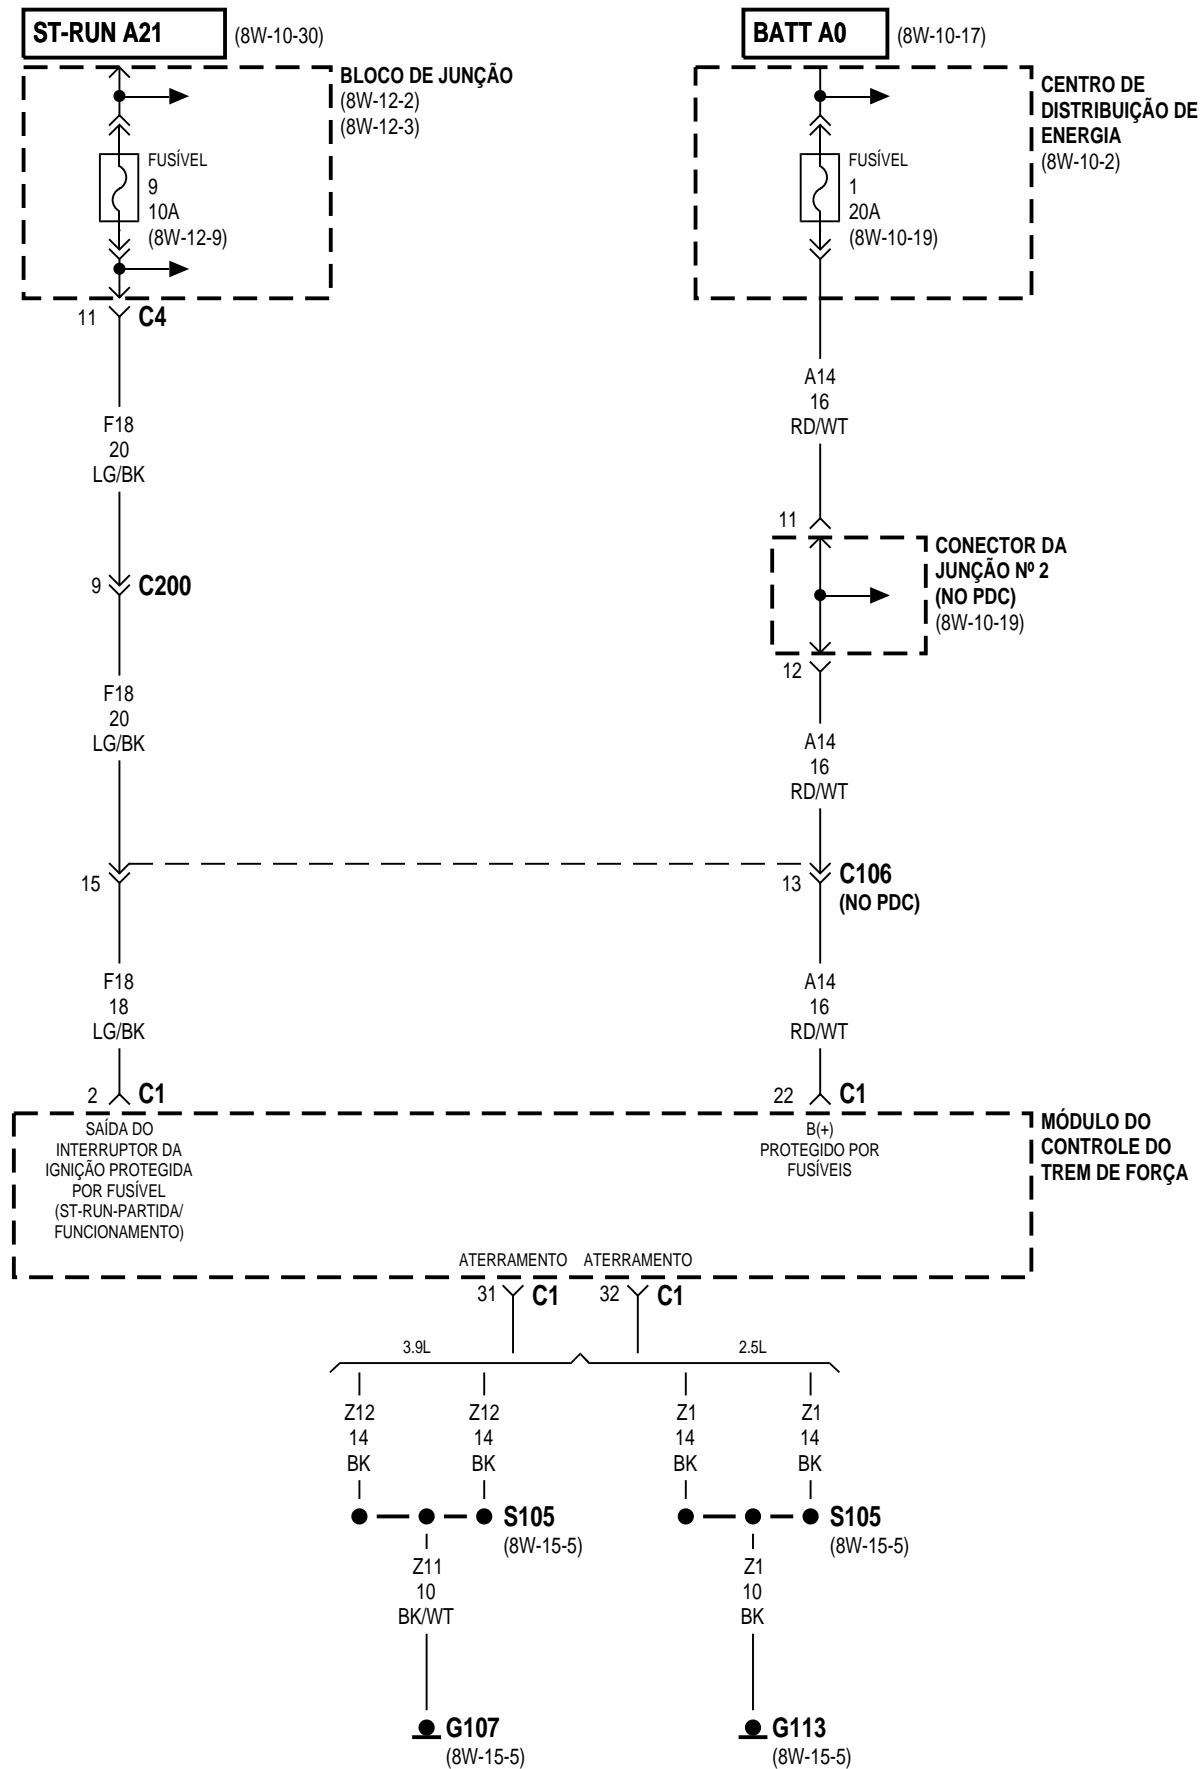 ST-RUN A21
(8W-10-30)
BATT A0
(8W-10-17)
BLOCO DE JUNÇÃO
(8W-12-2)
(8W-12-3)
CENTRO DE
DISTRIBUIÇÃO DE
ENERGIA
(8W-10-2)
FUSÍVEL
9
10A
(8W-12-9)
FUSÍVEL
1
20A
(8W-10-19)
11
C4
A14
16
RD/WT
F18
20
LG/BK
11
CONECTOR DA
JUNÇÃO Nº 2
(NO PDC)
(8W-10-19)
9
C200
12
F18
20
LG/BK
A14
16
RD/WT
15
13
C106
(NO PDC)
F18
18
LG/BK
A14
16
RD/WT
2
C1
22
C1
SAÍDA DO
INTERRUPTOR DA
IGNIÇÃO PROTEGIDA
POR FUSÍVEL
(ST-RUN-PARTIDA/
FUNCIONAMENTO)
B(+)
PROTEGIDO POR
FUSÍVEIS
MÓDULO DO
CONTROLE DO
TREM DE FORÇA
ATERRAMENTO
ATERRAMENTO
31
C1
32
C1
3.9L
2.5L
Z12
14
BK
Z12
14
BK
Z1
14
BK
Z1
14
BK
S105
(8W-15-5)
S105
(8W-15-5)
Z11
10
BK/WT
Z1
10
BK
G107
(8W-15-5)
G113
(8W-15-5)